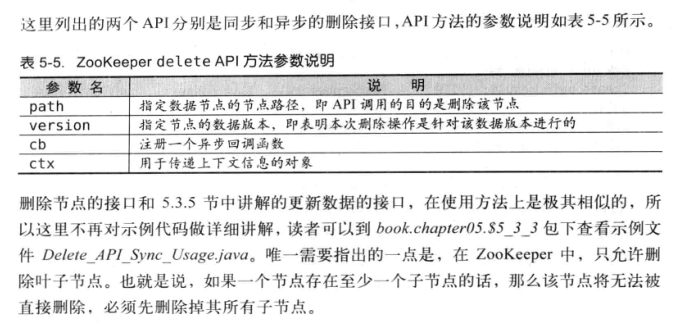 这里列出的两个 API 分别是同步和异步的删除接口，API 方法的参数说明如表 5-5 所示。
表 5-5. ZooKeeper delete API 方法参数说明
参数名 说 明
path 指定数据节点的节点路径，即 API 调用的目的是删除该节点
version 指定节点的数据版本，即表明本次删除操作是针对该数据版本进行的
cb 注册一个异步回调函数
ctx 用于传递上下文信息的对象
删除节点的接口和 5.3.5 节中讲解的更新数据的接口，在使用方法上是极其相似的，所
以这里不再对示例代码做详细讲解，读者可以到 book.chapter05.$5_3_3 包下查看示例文
件 Delete_API_Sync_Usage.java。唯一需要指出的一点是，在 ZooKeeper 中，只允许删
除叶子节点。也就是说，如果一个节点存在至少一个子节点的话，那么该节点将无法被
直接删除，必须先删除掉其所有子节点。